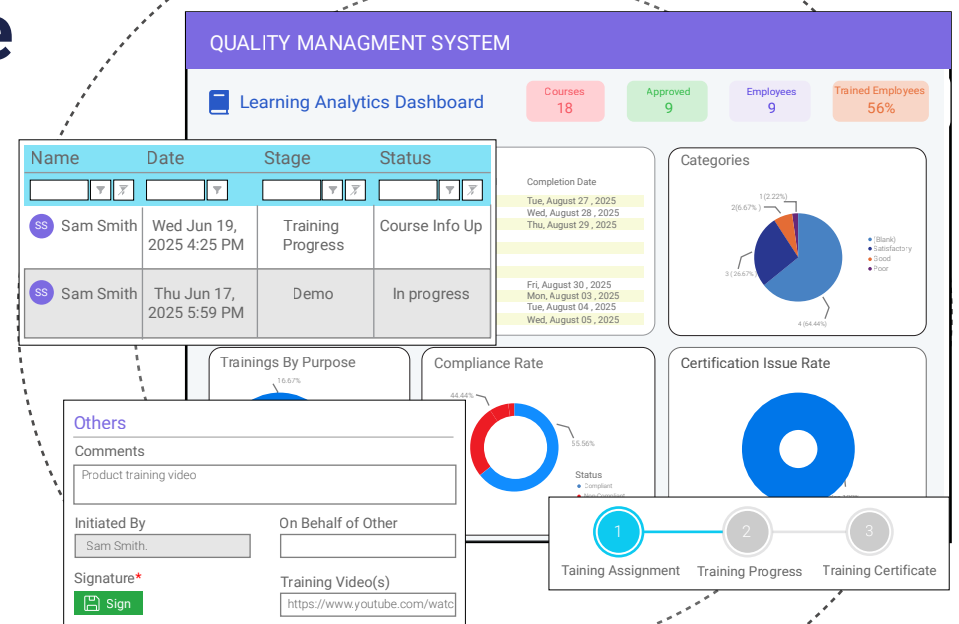 e
QUALITY MANAGMENT SYSTEM
Learning Analytics Dashboard
Courses
18
Approved
9
Employees
9
Trained Employees
56%
Name Date Stage Status
SS Sam Smith Wed Jun 19, 2025 4:25 PM Training Progress Course Info Up
SS Sam Smith Thu Jun 17, 2025 5:59 PM Demo In progress
Completion Date
Tue, August 27 , 2025
Wed, August 28 , 2025
Thu, August 29 , 2025
Fri, August 30 , 2025
Mon, August 03 , 2025
Tue, August 04 , 2025
Wed, August 05 , 2025
Categories
1(2.22%)
2(6.67% )
3 ( 26.67%)
4 (64.44%)
(Blank)
Satisfactory
Good
Poor
Trainings By Purpose
16.67%
Compliance Rate
44.44%
55.56%
Status
Compliant
Non Compliant
Certification Issue Rate
Others
Comments
Product training video
Initiated By
Sam Smith.
On Behalf of Other
Signature*
Sign
Training Video(s)
https://www.youtube.com/watc
1
2
3
Taining Assignment
Training Progress
Training Certificate